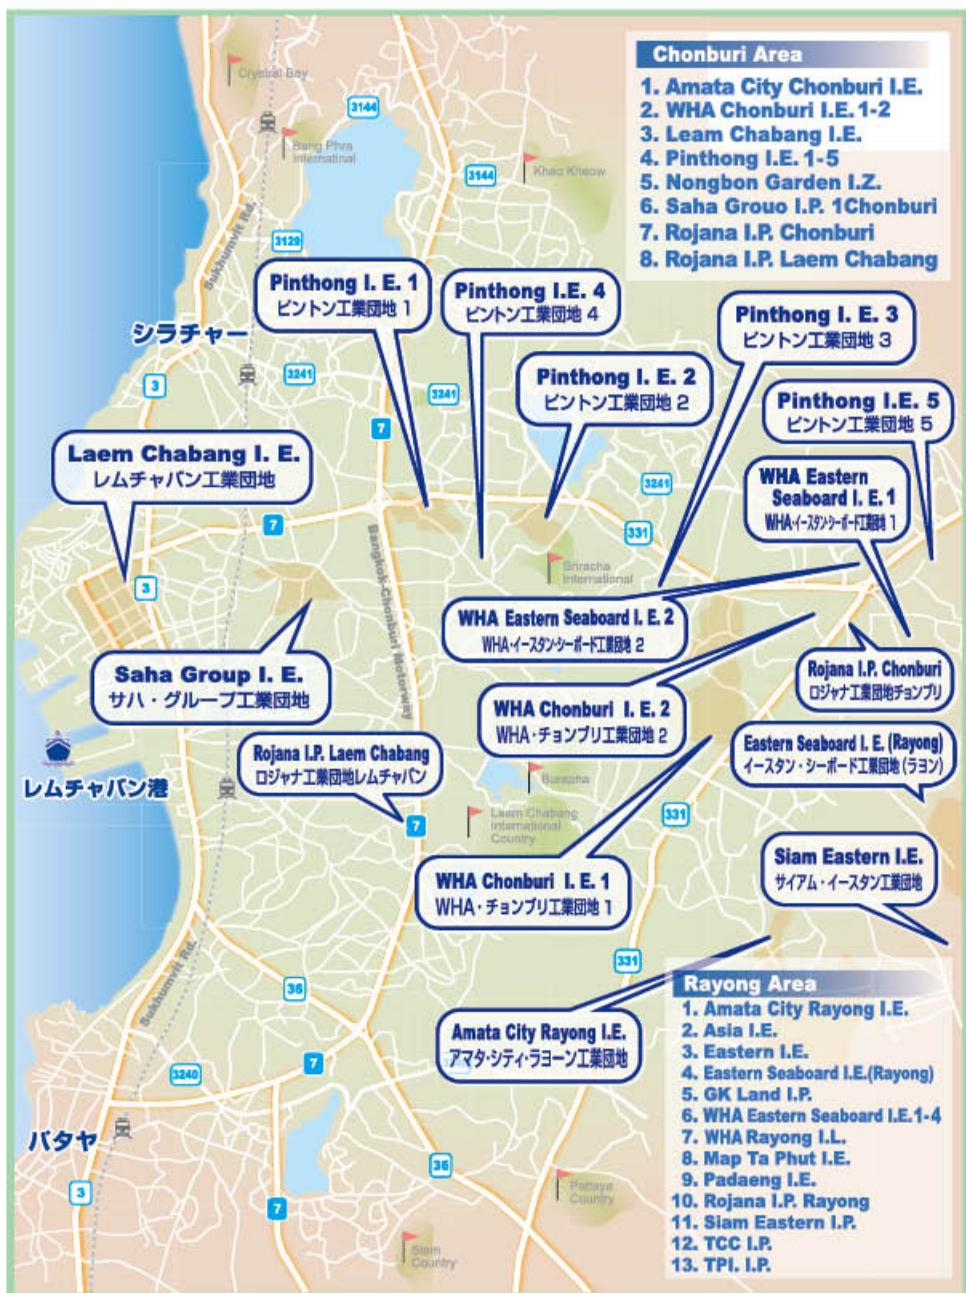 Chonburi Area
1. Amata City Chonburi I.E.
2. WHA Chonburi I.E. 1-2
3. Leam Chabang I.E.
4. Pinthong I.E. 1-5
5. Nongbon Garden I.Z.
6. Saha Grouo I.P. 1Chonburi
7. Rojana I.P. Chonburi
8. Rojana I.P. Laem Chabang
Crystal Bay
3144
Bang Phra
Internatinal
Khao Kheow
3144
Sukhumvit Rd.
3129
Pinthong I. E. 1
ピントン工業団地 1
Pinthong I.E. 4
ピントン工業団地 4
Pinthong I. E. 3
ピントン工業団地 3
シラチャー
3
3241
3241
Pinthong I. E. 2
ピントン工業団地 2
Pinthong I.E. 5
ピントン工業団地 5
7
Laem Chabang I. E.
レムチャバン工業団地
WHA Eastern
Seaboard I. E. 1
WHA・イースタン・シーボード工業団地 1
3241
7
331
Bangkok-Chonburi Motorway
Sriracha
International
3
WHA Eastern Seaboard I. E. 2
WHA・イースタン・シーボード工業団地 2
Saha Group I. E.
サハ・グループ工業団地
Rojana I.P. Chonburi
ロジャナ工業団地チョンブリ
WHA Chonburi I. E. 2
WHA・チョンブリ工業団地 2
Eastern Seaboard I. E. (Rayong)
イースタン・シーボード工業団地(ラヨン)
Rojana I.P. Laem Chabang
ロジャナ工業団地レムチャバン
レムチャバン港
Burapha
7
Laem Chabang
International
Country
331
WHA Chonburi I. E. 1
WHA・チョンブリ工業団地 1
Siam Eastern I.E.
サイアム・イースタン工業団地
Sukhumvit Rd.
331
36
Amata City Rayong I.E.
アマタ・シティ・ラヨーン工業団地
7
3240
パタヤ
36
3
7
Pattaya
Country
Siam
Country
Rayong Area
1. Amata City Rayong I.E.
2. Asia I.E.
3. Eastern I.E.
4. Eastern Seaboard I.E.(Rayong)
5. GK Land I.P.
6. WHA Eastern Seaboard I.E.1-4
7. WHA Rayong I.L.
8. Map Ta Phut I.E.
9. Padaeng I.E.
10. Rojana I.P. Rayong
11. Siam Eastern I.P.
12. TCC I.P.
13. TPI. I.P.